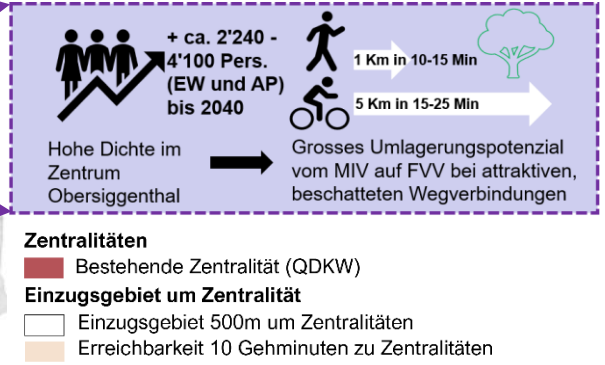 + ca. 2'240 -
4'100 Pers.
(EW und AP)
bis 2040
1 Km in 10-15 Min
5 Km in 15-25 Min
Hohe Dichte im
Zentrum
Obersiggenthal
Grosses Umlagerungspotenzial
vom MIV auf FVV bei attraktiven,
beschatteten Wegverbindungen
Zentralitäten
Bestehende Zentralität (QDKW)
Einzugsgebiet um Zentralität
Einzugsgebiet 500m um Zentralitäten
Erreichbarkeit 10 Gehminuten zu Zentralitäten